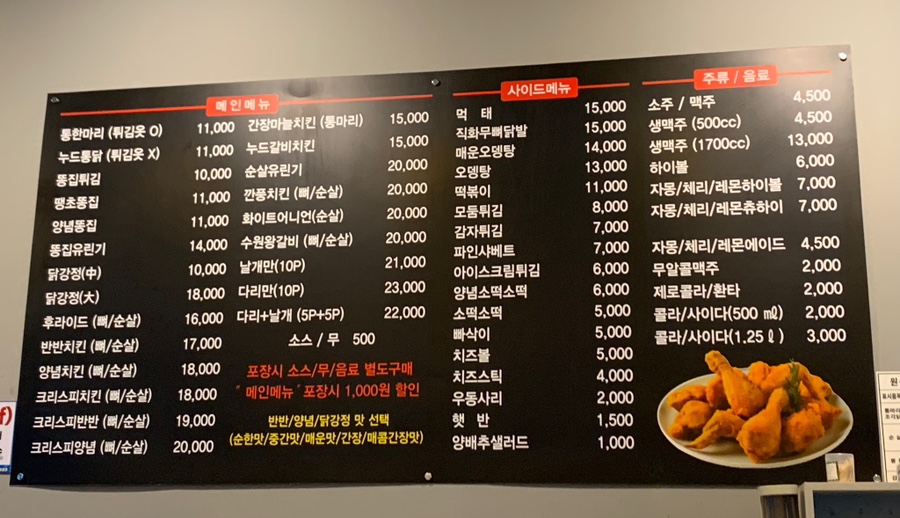 메인메뉴
통한마리 (튀김옷 O) 11,000
누드통닭 (튀김옷 X) 11,000
똥집튀김 10,000
땡초똥집 11,000
양념똥집 11,000
똥집유린기 14,000
닭강정(中) 10,000
닭강정(大) 18,000
후라이드 (뼈/순살) 16,000
반반치킨 (뼈/순살) 17,000
양념치킨 (뼈/순살) 18,000
크리스피치킨 (뼈/순살) 18,000
크리스피반반 (뼈/순살) 19,000
크리스피양념 (뼈/순살) 20,000
간장마늘치킨 (통마리) 15,000
누드갈비치킨 15,000
순살유린기 20,000
깐풍치킨 (뼈/순살) 20,000
화이트어니언(순살) 20,000
수원왕갈비 (뼈/순살) 20,000
날개만(10P) 21,000
다리만(10P) 23,000
다리+날개 (5P+5P) 22,000
소스 / 무 500
포장시 소스/무/음료 별도구매
" 메인메뉴 " 포장시 1,000원 할인
반반/양념/닭강정 맛 선택
(순한맛/중간맛/매운맛/간장/매콤간장맛)
사이드메뉴
먹 태 15,000
직화무뼈닭발 15,000
매운오뎅탕 14,000
오뎅탕 13,000
떡볶이 11,000
모둠튀김 8,000
감자튀김 7,000
파인샤베트 7,000
아이스크림튀김 6,000
양념소떡소떡 6,000
소떡소떡 5,000
빠삭이 5,000
치즈볼 5,000
치즈스틱 4,000
우동사리 2,000
햇 반 1,500
양배추샐러드 1,000
주류 / 음료
소주 / 맥주 4,500
생맥주 (500cc) 4,500
생맥주 (1700cc) 13,000
하이볼 6,000
자몽/체리/레몬하이볼 7,000
자몽/체리/레몬츄하이 7,000
자몽/체리/레몬에이드 4,500
무알콜맥주 2,000
제로콜라/환타 2,000
콜라/사이다(500 ㎖) 2,000
콜라/사이다(1.25 ℓ ) 3,000